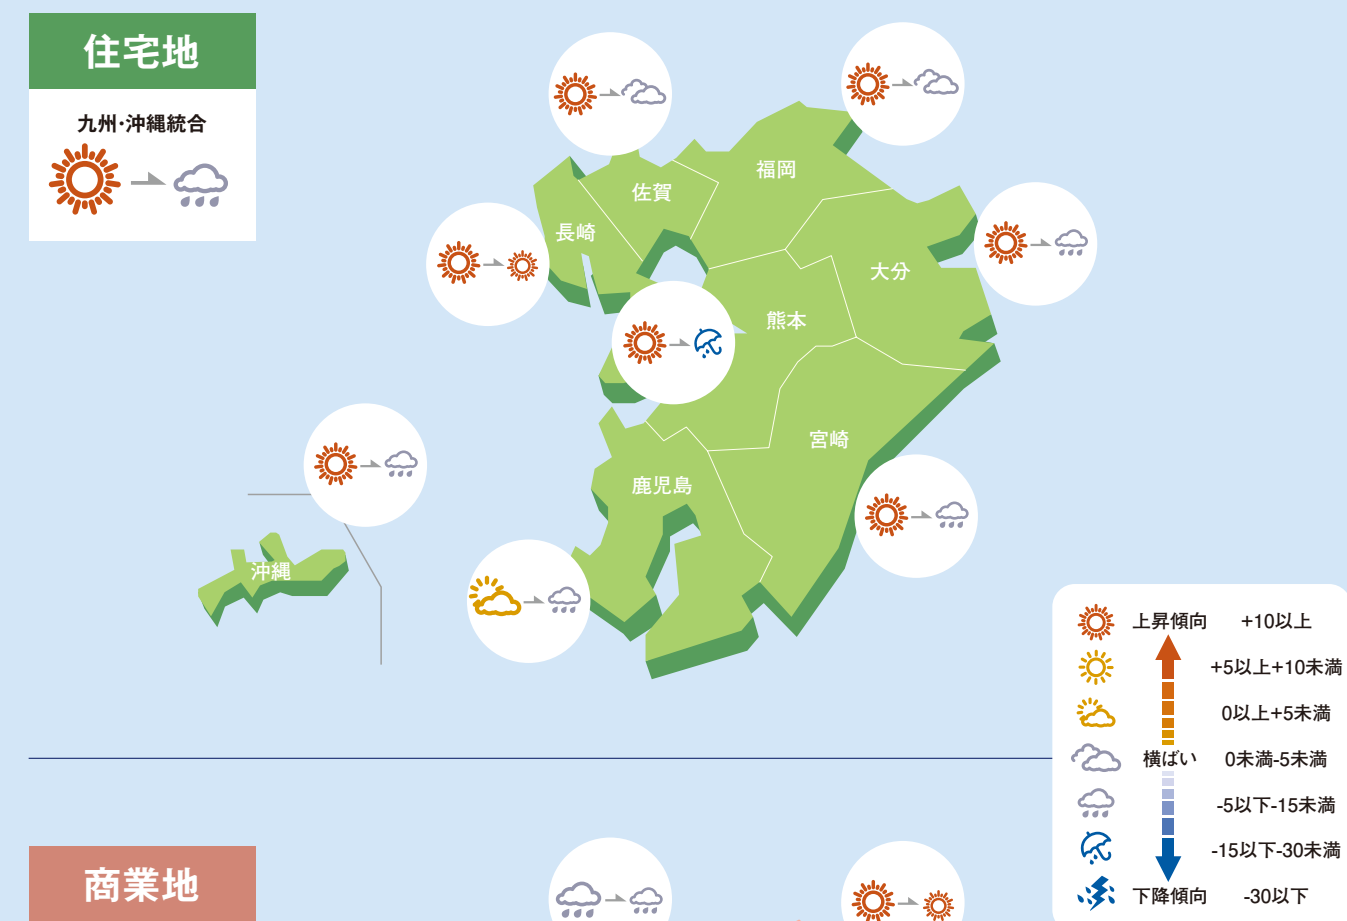 住宅地
九州・沖縄統合
福岡
佐賀
長崎
大分
熊本
宮崎
鹿児島
沖縄
上昇傾向 +10以上
+5以上+10未満
0以上+5未満
横ばい 0未満-5未満
-5以下-15未満
-15以下-30未満
下降傾向 -30以下
商業地